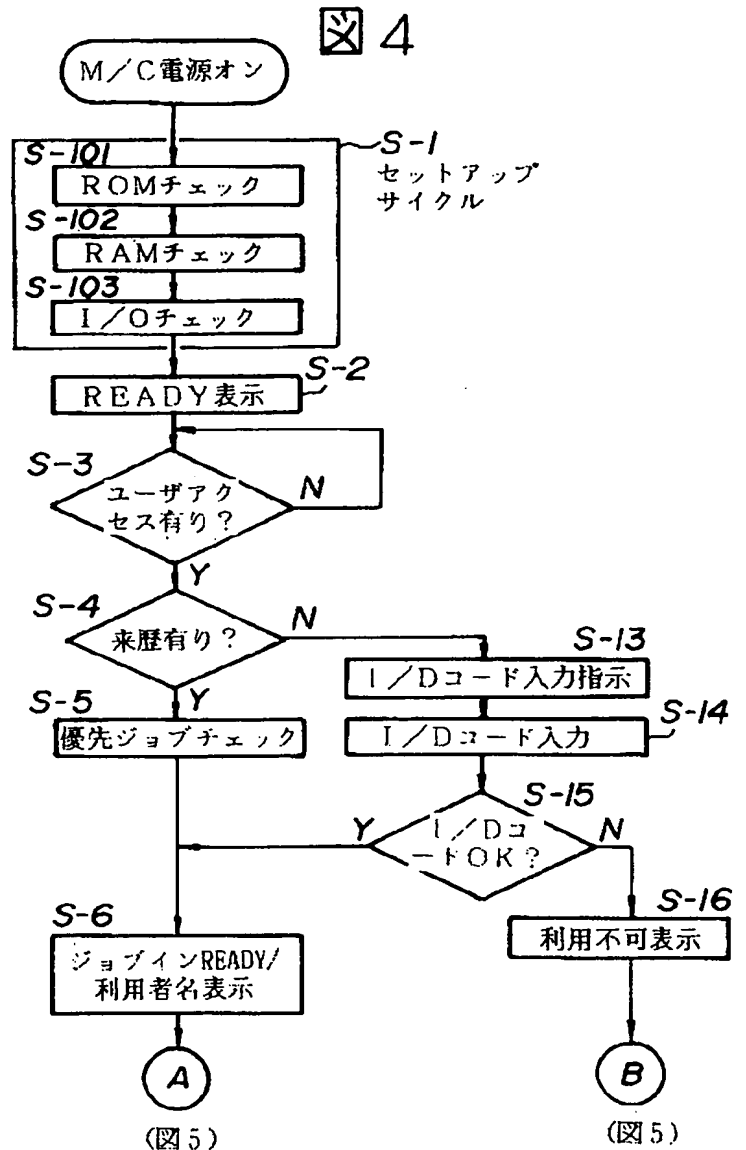 図4
M/C電源オン
S-1
セットアップ
サイクル
S-101
ROMチェック
S-102
RAMチェック
S-103
I/Oチェック
S-2
READY表示
S-3
ユーザアク
セス有り?
N
Y
S-4
来歴有り?
N
Y
S-13
I/Dコード入力指示
S-5
優先ジョブチェック
S-14
I/Dコード入力
S-15
I/Dコ
ードOK?
Y
N
S-6
ジョブインREADY/
利用者名表示
S-16
利用不可表示
A
B
(図5)
(図5)